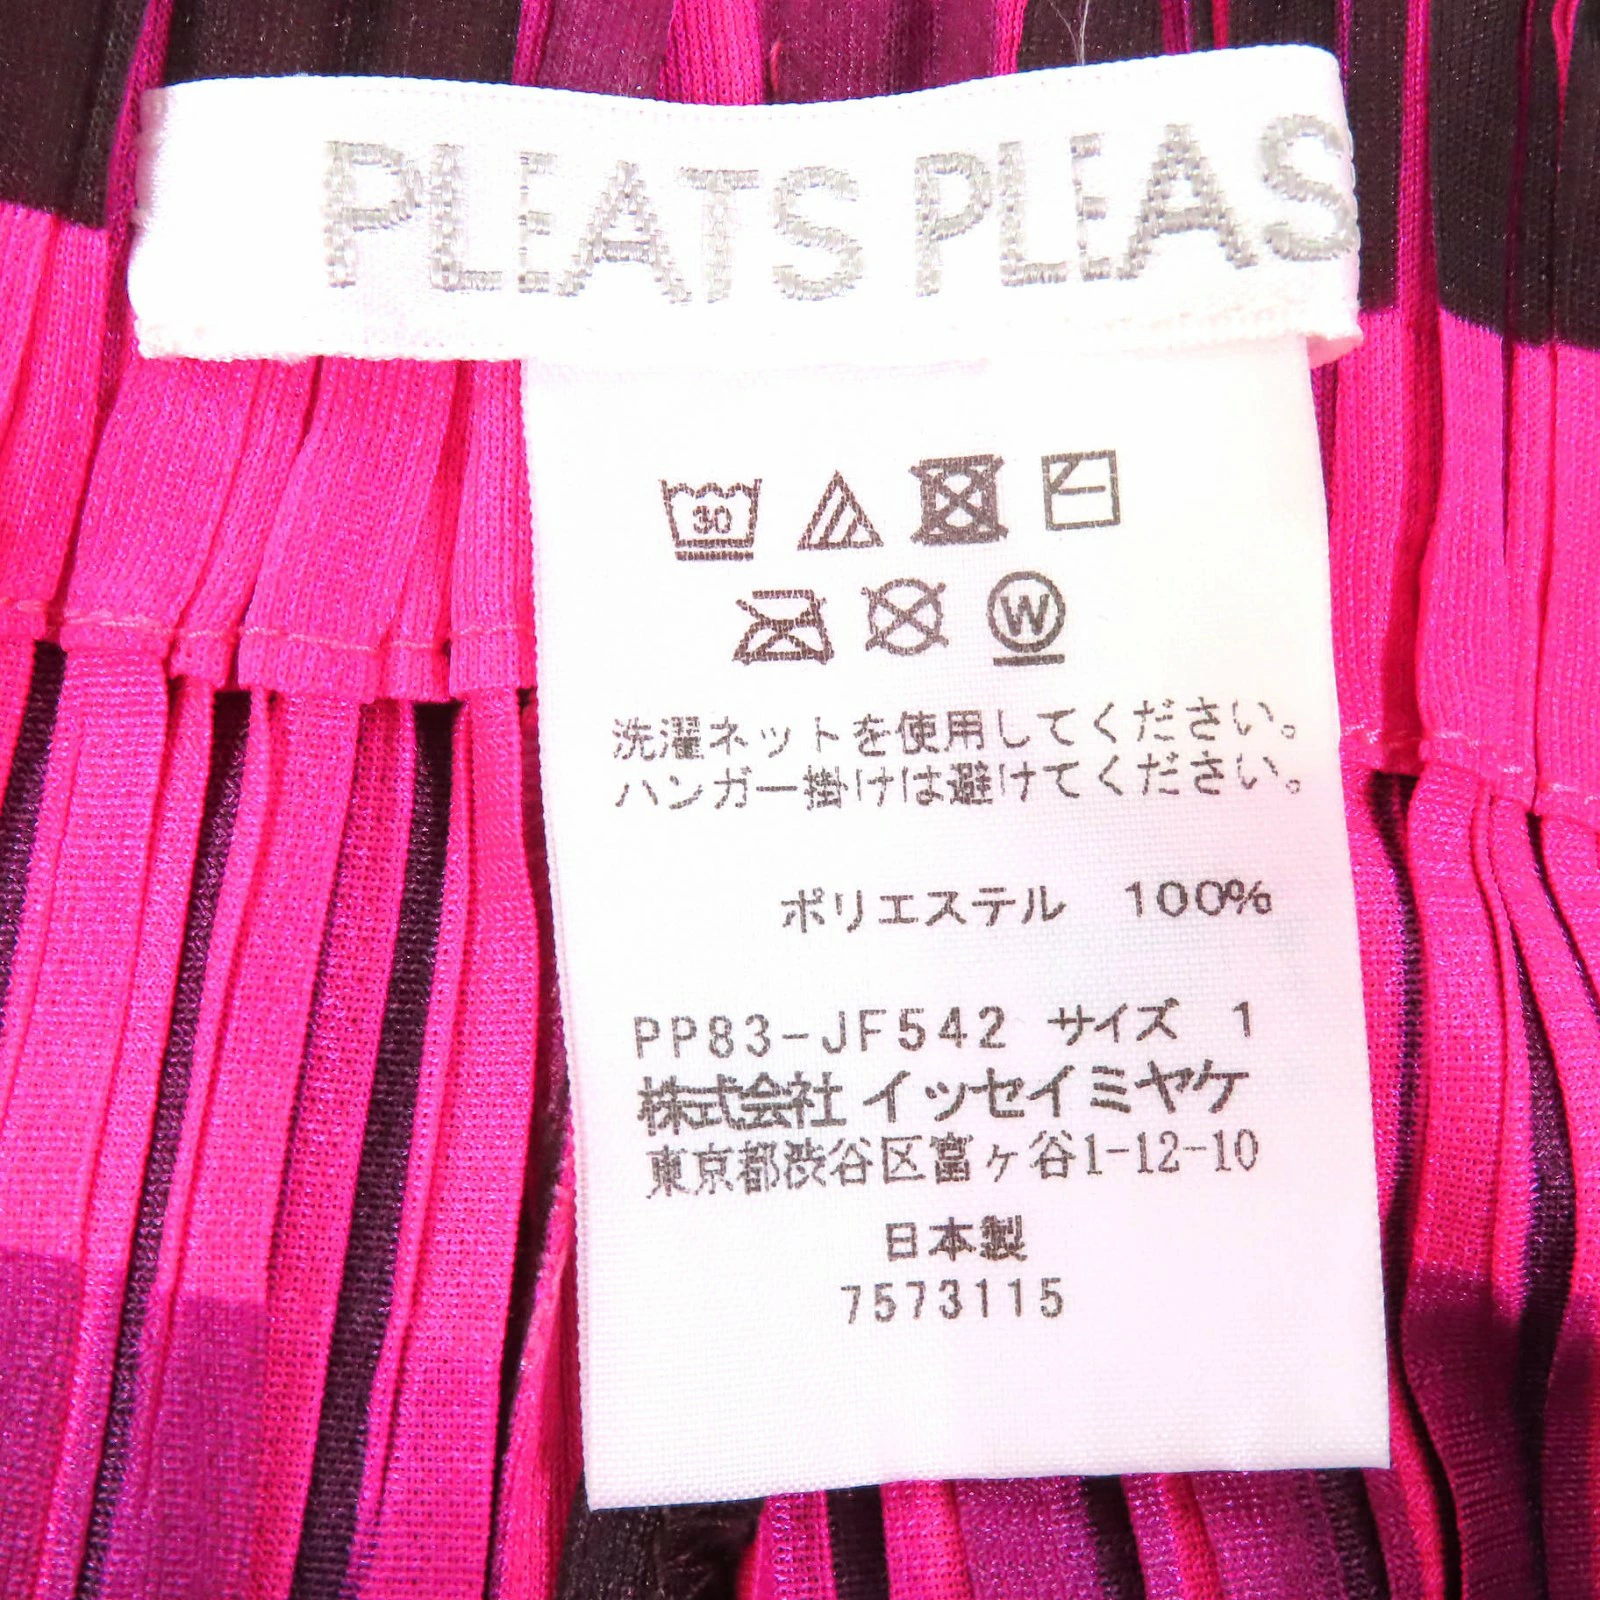 PLEATS PLEAS
30
W
洗濯ネットを使用してください。
ハンガー掛けは避けてください。
ポリエステル 100%
PP83-JF542 サイズ 1
株式会社 イッセイミヤケ
東京都渋谷区富ヶ谷1-12-10
日本製
7573115